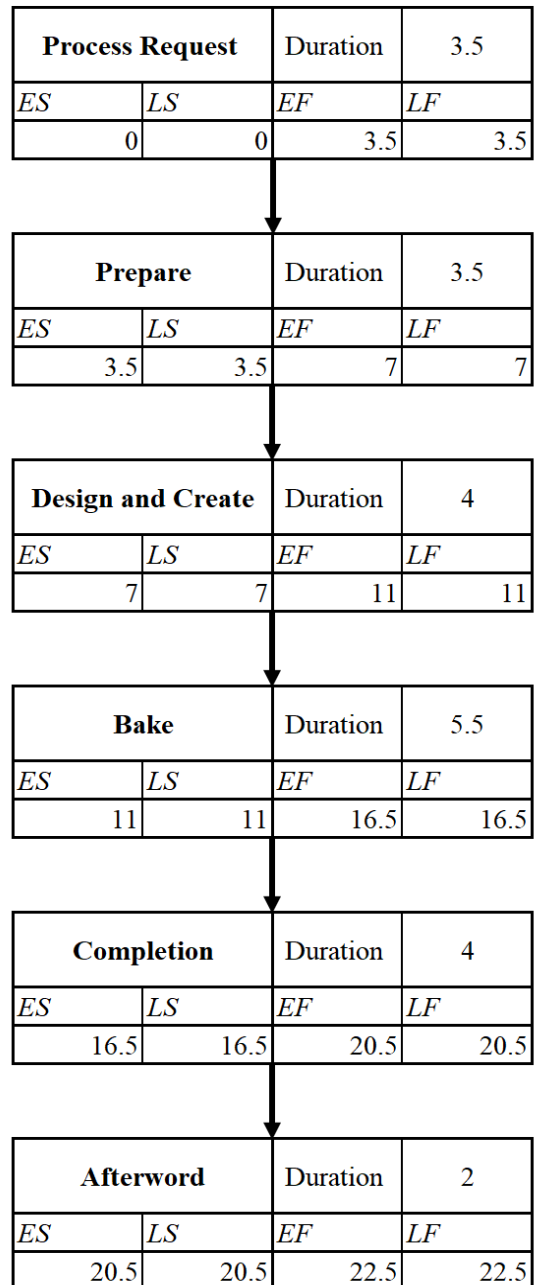 Process Request Duration 3.5
ES LS EF LF
0 0 3.5 3.5
Prepare Duration 3.5
ES LS EF LF
3.5 3.5 7 7
Design and Create Duration 4
ES LS EF LF
7 7 11 11
Bake Duration 5.5
ES LS EF LF
11 11 16.5 16.5
Completion Duration 4
ES LS EF LF
16.5 16.5 20.5 20.5
Afterword Duration 2
ES LS EF LF
20.5 20.5 22.5 22.5